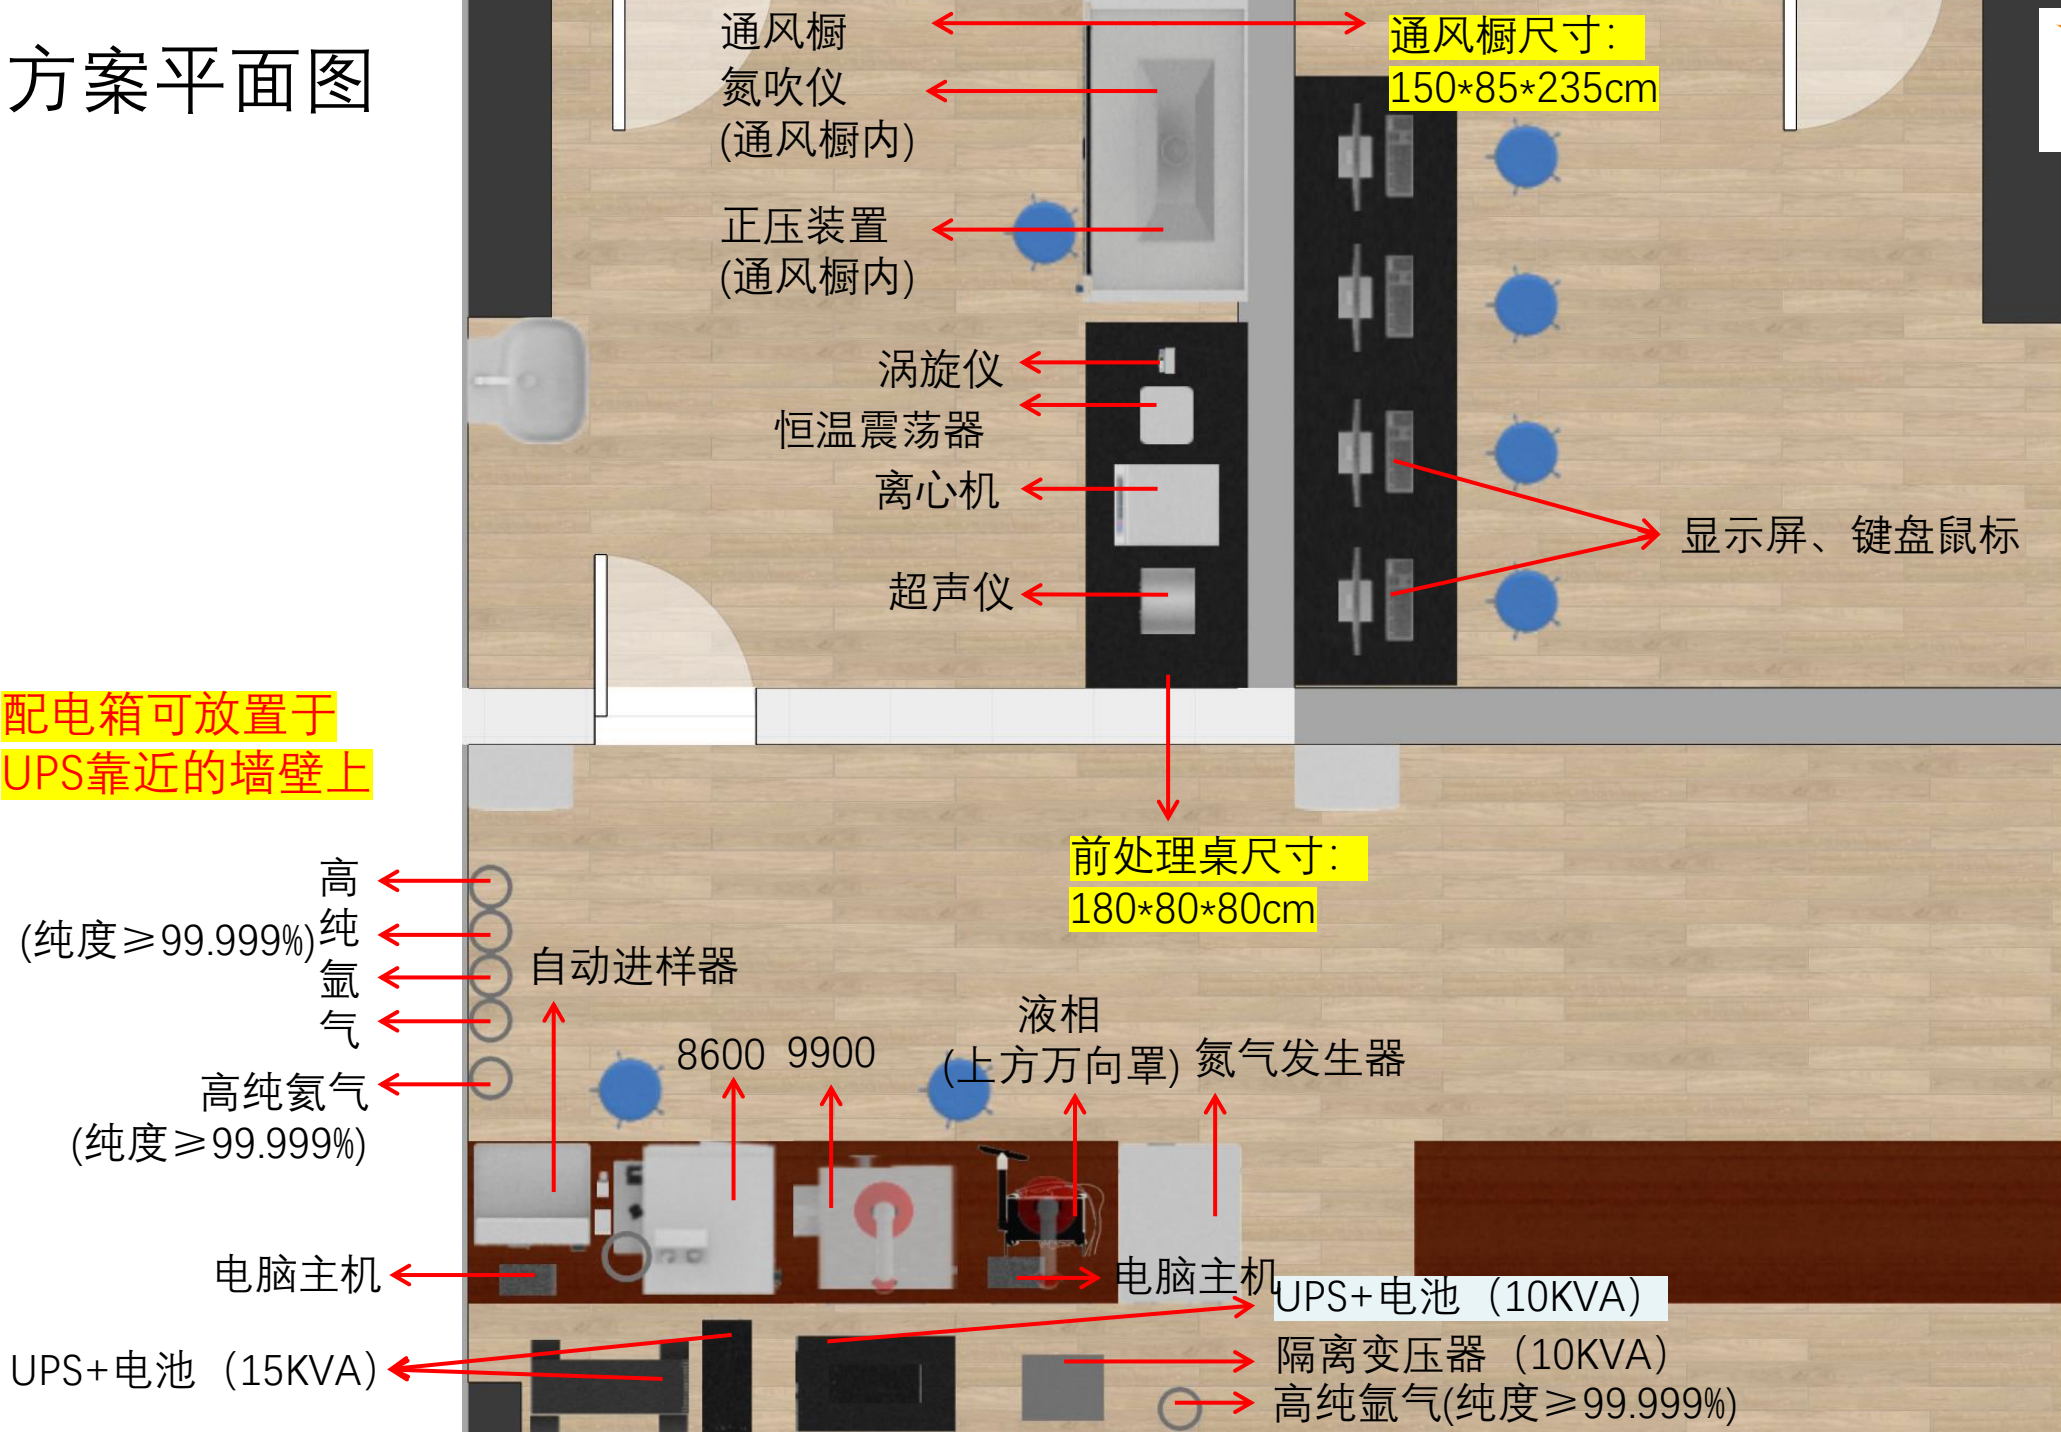 方案平面图
通风橱
氮吹仪
(通风橱内)
通风橱尺寸：
150*85*235cm
正压装置
(通风橱内)
涡旋仪
恒温震荡器
离心机
超声仪
显示屏、键盘鼠标
配电箱可放置于
UPS靠近的墙壁上
前处理桌尺寸：
180*80*80cm
高
纯
氩
气
(纯度≥99.999%)
高纯氦气
(纯度≥99.999%)
自动进样器
8600
9900
液相
(上方万向罩)
氮气发生器
电脑主机
电脑主机
UPS+电池（10KVA）
UPS+电池（15KVA）
隔离变压器（10KVA）
高纯氩气(纯度≥99.999%)